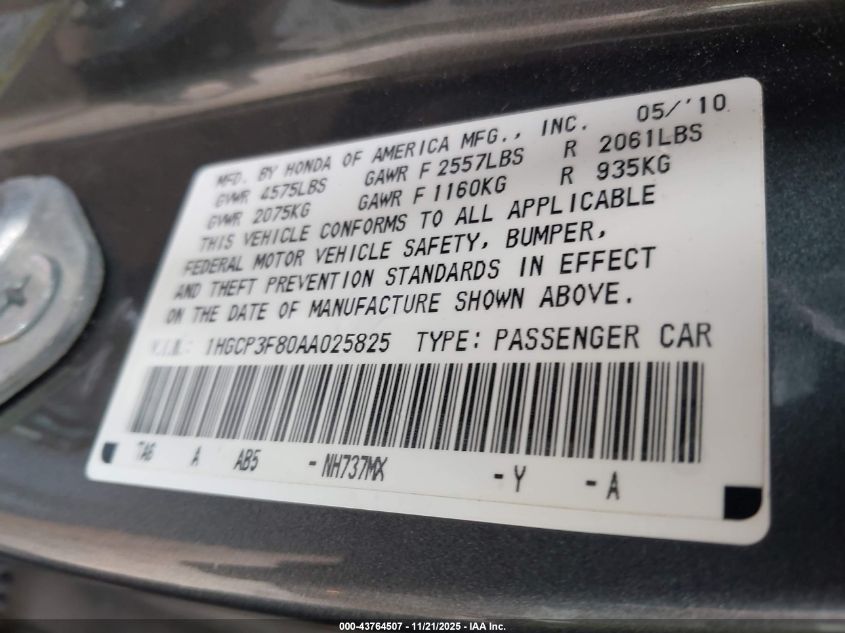 MFD. BY HONDA OF AMERICA MFG., INC. 05/'10
GVWR 4575LBS GAWR F 2557LBS R 2061LBS
GVWR 2075KG GAWR F 1160KG R 935KG
THIS VEHICLE CONFORMS TO ALL APPLICABLE
FEDERAL MOTOR VEHICLE SAFETY, BUMPER,
AND THEFT PREVENTION STANDARDS IN EFFECT
ON THE DATE OF MANUFACTURE SHOWN ABOVE.
V.I.N.: 1HGCP3F80AA025825 TYPE: PASSENGER CAR
TA6 A AB5 -NH737MX -Y -A
000-43764507 - 11/21/2025 - IAA Inc.